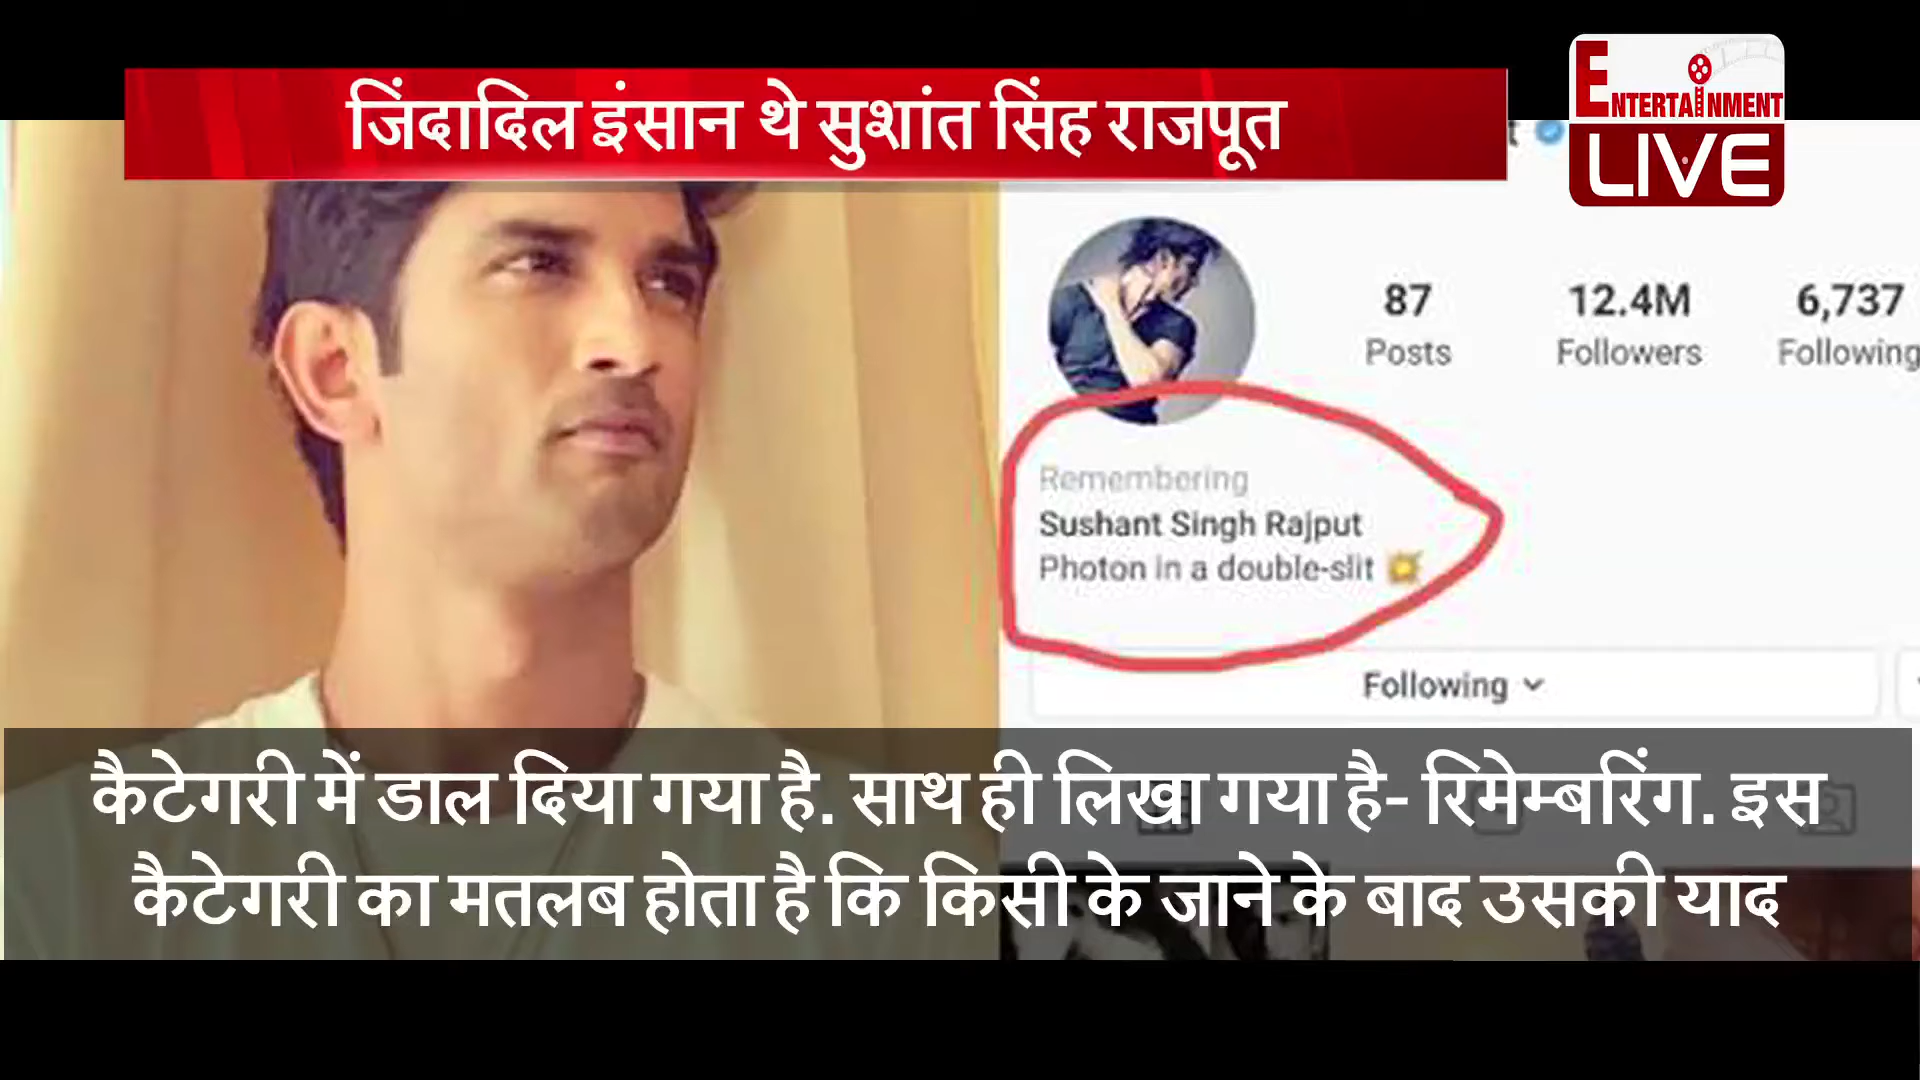 जिंदादिल इंसान थे सुशांत सिंह राजपूत
ENTERTAINMENT
LIVE
87
Posts
12.4M
Followers
6,737
Following
Remembering
Sushant Singh Rajput
Photon in a double-slit 💥
Following
कैटेगरी में डाल दिया गया है. साथ ही लिखा गया है- रिमेम्बरिंग. इस
कैटेगरी का मतलब होता है कि किसी के जाने के बाद उसकी याद